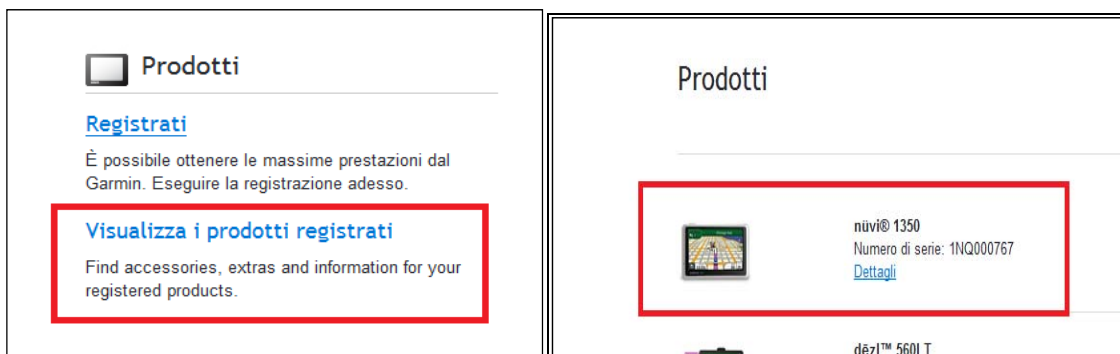 Prodotti
Registrati
È possibile ottenere le massime prestazioni dal
Garmin. Eseguire la registrazione adesso.
Visualizza i prodotti registrati
Find accessories, extras and information for your
registered products.
Prodotti
nüvi® 1350
Numero di serie: 1NQ000767
Dettagli
dēzl™ 560LT